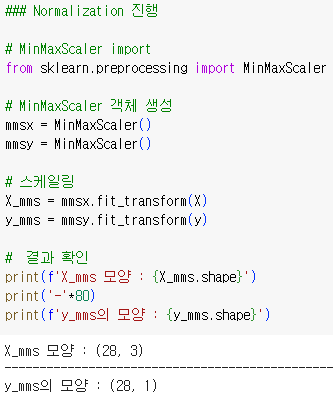 ### Normalization 진행
# MinMaxScaler import
from sklearn.preprocessing import MinMaxScaler
# MinMaxScaler 객체 생성
mmsx = MinMaxScaler()
mmsy = MinMaxScaler()
# 스케일링
X_mms = mmsx.fit_transform(X)
y_mms = mmsy.fit_transform(y)
#  결과 확인
print(f'X_mms 모양 : {X_mms.shape}')
print('-'*80)
print(f'y_mms의 모양 : {y_mms.shape}')
X_mms 모양 : (28, 3)
--------------------------------------------------------------------------------
y_mms의 모양 : (28, 1)